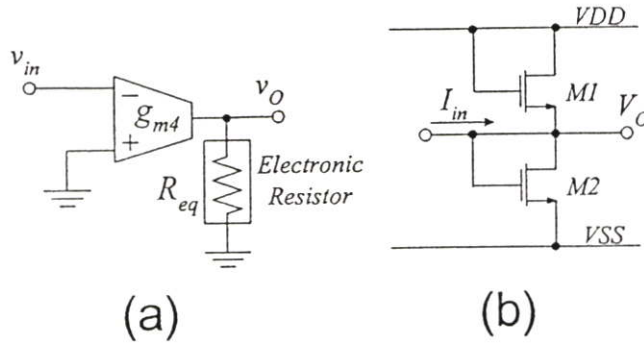 v_in
−
g_m4
+
v_O
R_eq
Electronic
Resistor
(a)
VDD
M1
I_in
V_O
M2
VSS
(b)